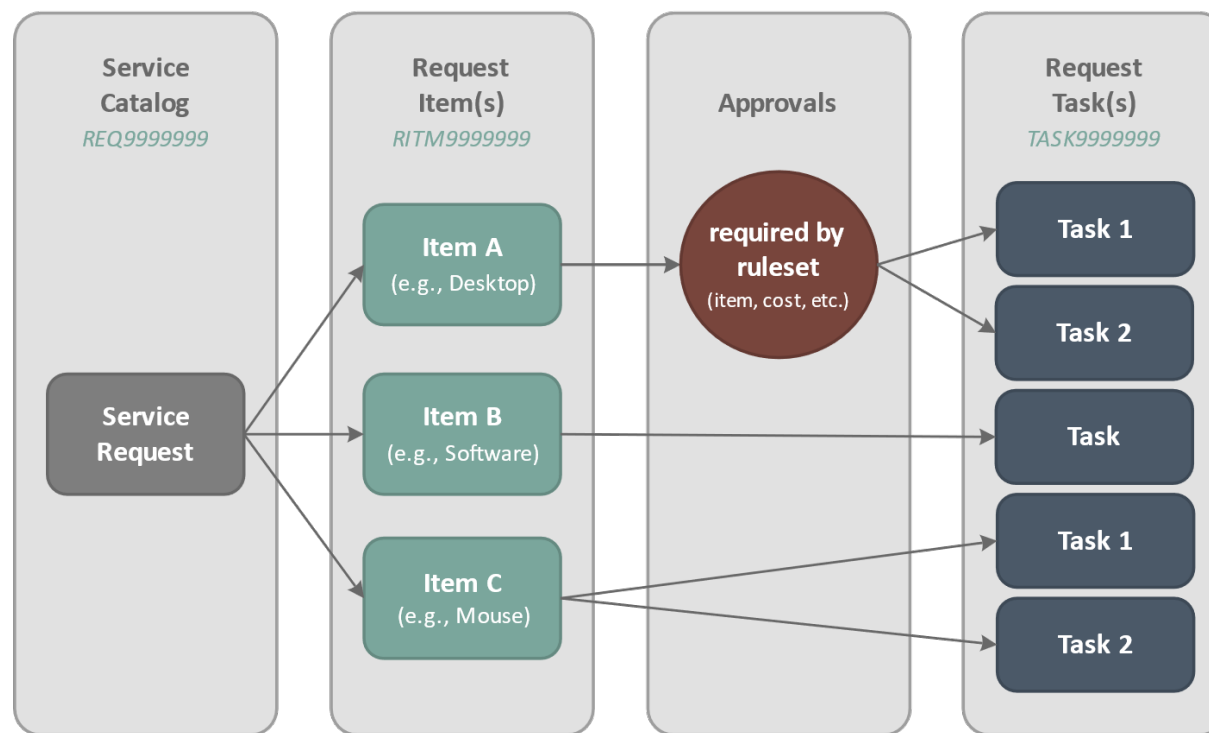 Service
Catalog
REQ9999999
Service
Request
Request
Item(s)
RITM9999999
Item A
(e.g., Desktop)
Item B
(e.g., Software)
Item C
(e.g., Mouse)
Approvals
required by
ruleset
(item, cost, etc.)
Request
Task(s)
TASK9999999
Task 1
Task 2
Task
Task 1
Task 2